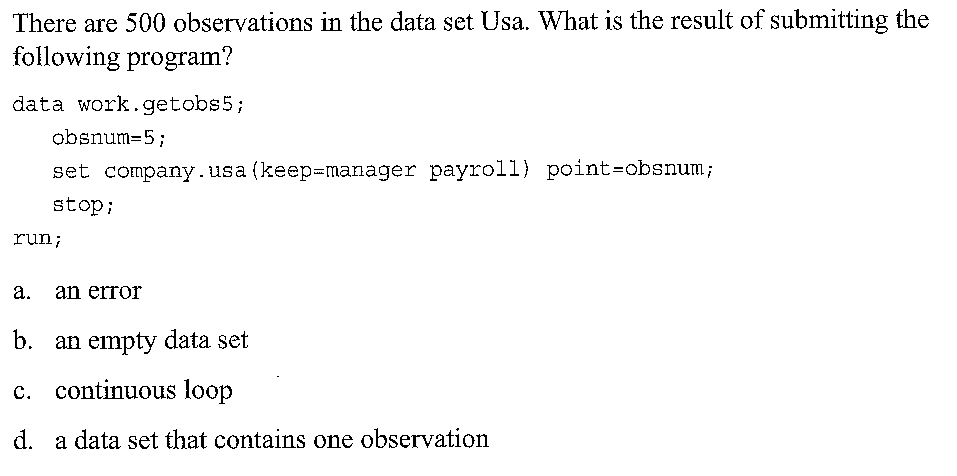 There are 500 observations in the data set Usa. What is the result of submitting the
following program?
data work.getobs5;
obsnum=5;
set company.usa(keep=manager payroll) point=obsnum;
stop;
run;
a. an error
b. an empty data set
c. continuous loop
d. a data set that contains one observation